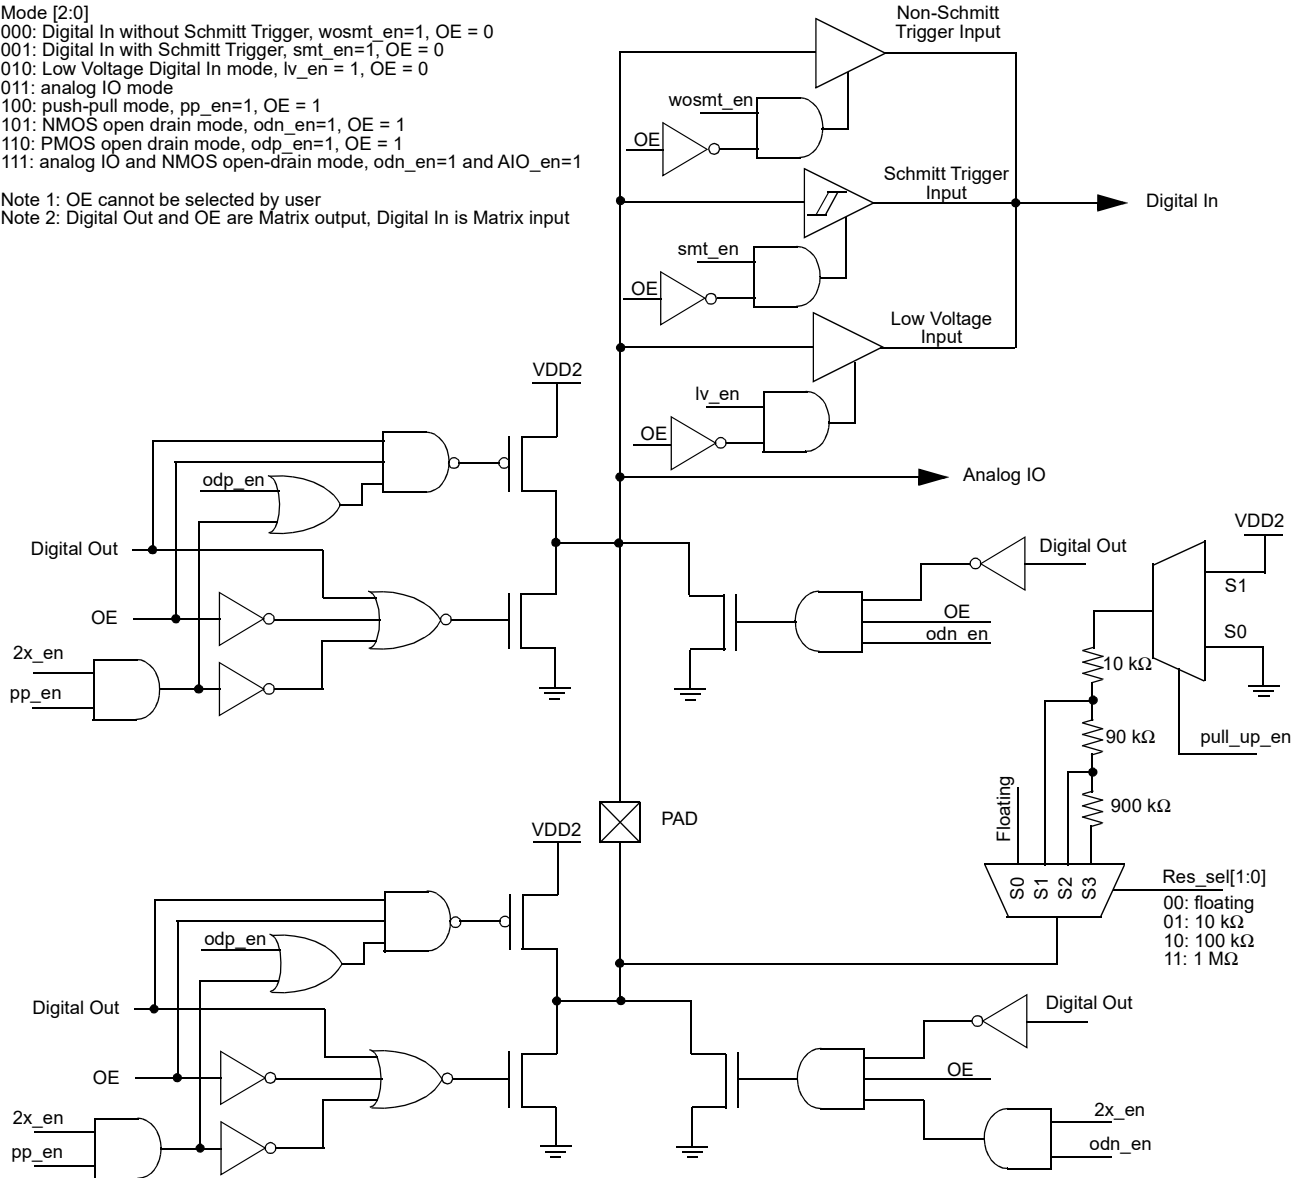 Mode [2:0]
000: Digital In without Schmitt Trigger, wosmt_en=1, OE = 0
001: Digital In with Schmitt Trigger, smt_en=1, OE = 0
010: Low Voltage Digital In mode, lv_en = 1, OE = 0
011: analog IO mode
100: push-pull mode, pp_en=1, OE = 1
101: NMOS open drain mode, odn_en=1, OE = 1
110: PMOS open drain mode, odp_en=1, OE = 1
111: analog IO and NMOS open-drain mode, odn_en=1 and AIO_en=1
Note 1: OE cannot be selected by user
Note 2: Digital Out and OE are Matrix output, Digital In is Matrix input
Non-Schmitt
Trigger Input
wosmt_en
OE
Schmitt Trigger
Input
Digital In
smt_en
OE
Low Voltage
Input
lv_en
OE
Analog IO
VDD2
odp_en
Digital Out
OE
2x_en
pp_en
Digital Out
OE
odn_en
VDD2
S1
S0
pull_up_en
10 kΩ
90 kΩ
900 kΩ
Floating
S0
S1
S2
S3
Res_sel[1:0]
00: floating
01: 10 kΩ
10: 100 kΩ
11: 1 MΩ
PAD
VDD2
odp_en
Digital Out
OE
2x_en
pp_en
Digital Out
OE
2x_en
odn_en